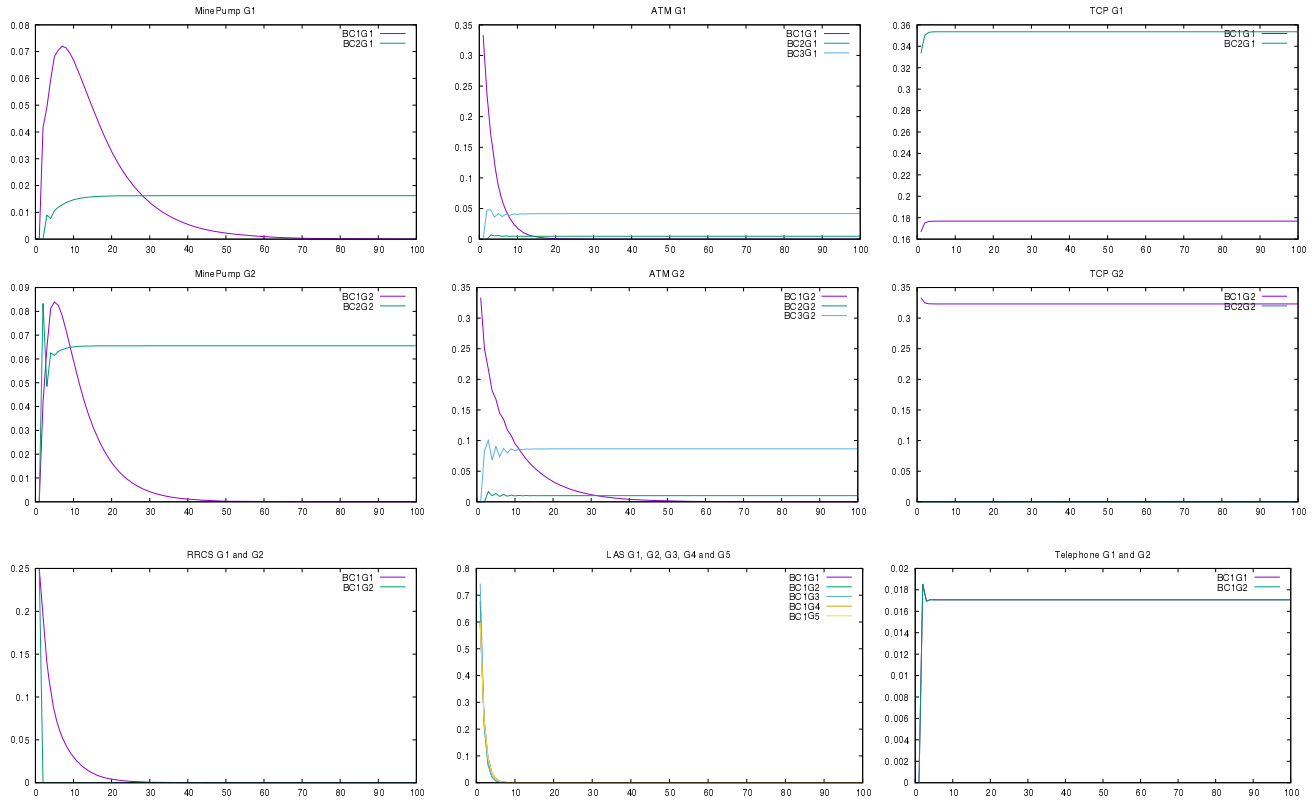 MinePump G1
0.08
0.07
0.06
0.05
0.04
0.03
0.02
0.01
0
BC1G1
BC2G1
0 10 20 30 40 50 60 70 80 90 100
ATM G1
0.35
0.3
0.25
0.2
0.15
0.1
0.05
0
BC1G1
BC2G1
BC3G1
0 10 20 30 40 50 60 70 80 90 100
TCP G1
0.36
0.34
0.32
0.3
0.28
0.26
0.24
0.22
0.2
0.18
0.16
BC1G1
BC2G1
0 10 20 30 40 50 60 70 80 90 100
MinePump G2
0.09
0.08
0.07
0.06
0.05
0.04
0.03
0.02
0.01
0
BC1G2
BC2G2
0 10 20 30 40 50 60 70 80 90 100
ATM G2
0.35
0.3
0.25
0.2
0.15
0.1
0.05
0
BC1G2
BC2G2
BC3G2
0 10 20 30 40 50 60 70 80 90 100
TCP G2
0.35
0.3
0.25
0.2
0.15
0.1
0.05
0
BC1G2
BC2G2
0 10 20 30 40 50 60 70 80 90 100
RRCS G1 and G2
0.25
0.2
0.15
0.1
0.05
0
BC1G1
BC1G2
0 10 20 30 40 50 60 70 80 90 100
LAS G1, G2, G3, G4 and G5
0.8
0.7
0.6
0.5
0.4
0.3
0.2
0.1
0
BC1G1
BC1G2
BC1G3
BC1G4
BC1G5
0 10 20 30 40 50 60 70 80 90 100
Telephone G1 and G2
0.02
0.018
0.016
0.014
0.012
0.01
0.008
0.006
0.004
0.002
0
BC1G1
BC1G2
0 10 20 30 40 50 60 70 80 90 100